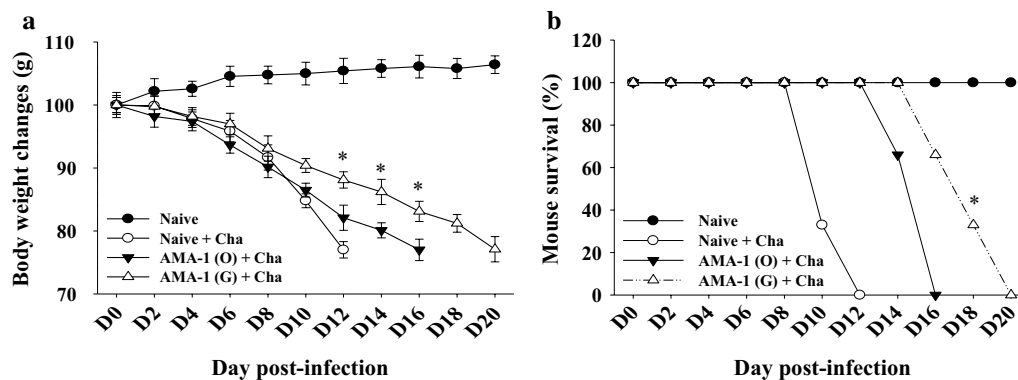 a
Body weight changes (g)
110
100
90
80
70
*
*
*
Naive
Naive + Cha
AMA-1 (O) + Cha
AMA-1 (G) + Cha
D0
D2
D4
D6
D8
D10
D12
D14
D16
D18
D20
Day post-infection
b
Mouse survival (%)
120
100
80
60
40
20
0
*
Naive
Naive + Cha
AMA-1 (O) + Cha
AMA-1 (G) + Cha
D0
D2
D4
D6
D8
D10
D12
D14
D16
D18
D20
Day post-infection